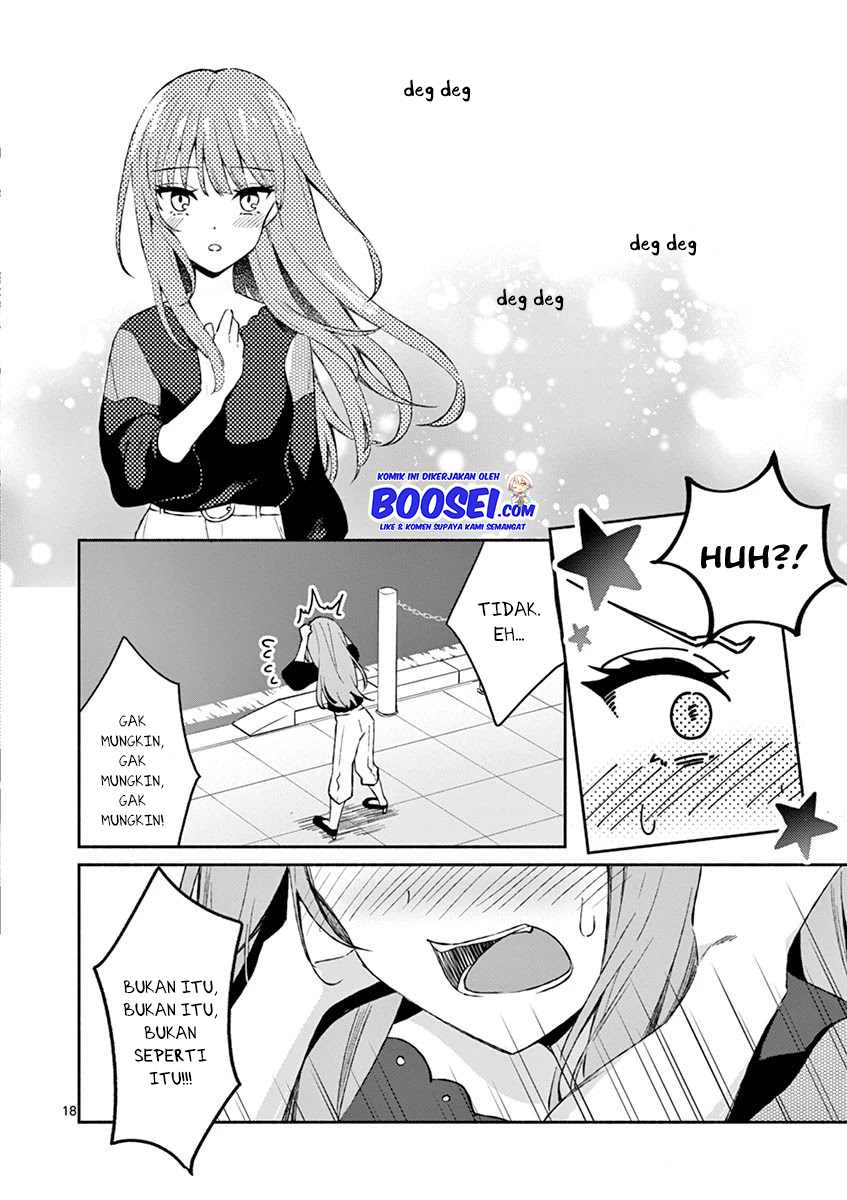 deg deg
deg deg
deg deg
KOMIK INI DIKERJAKAN OLEH
BOOSEI.COM
LIKE & KOMEN SUPAYA KAMI SEMANGAT
HUH?!
TIDAK.
EH...
GAK
MUNGKIN,
GAK
MUNGKIN,
GAK
MUNGKIN!
BUKAN ITU,
BUKAN ITU,
BUKAN
SEPERTI
ITU!!!
18